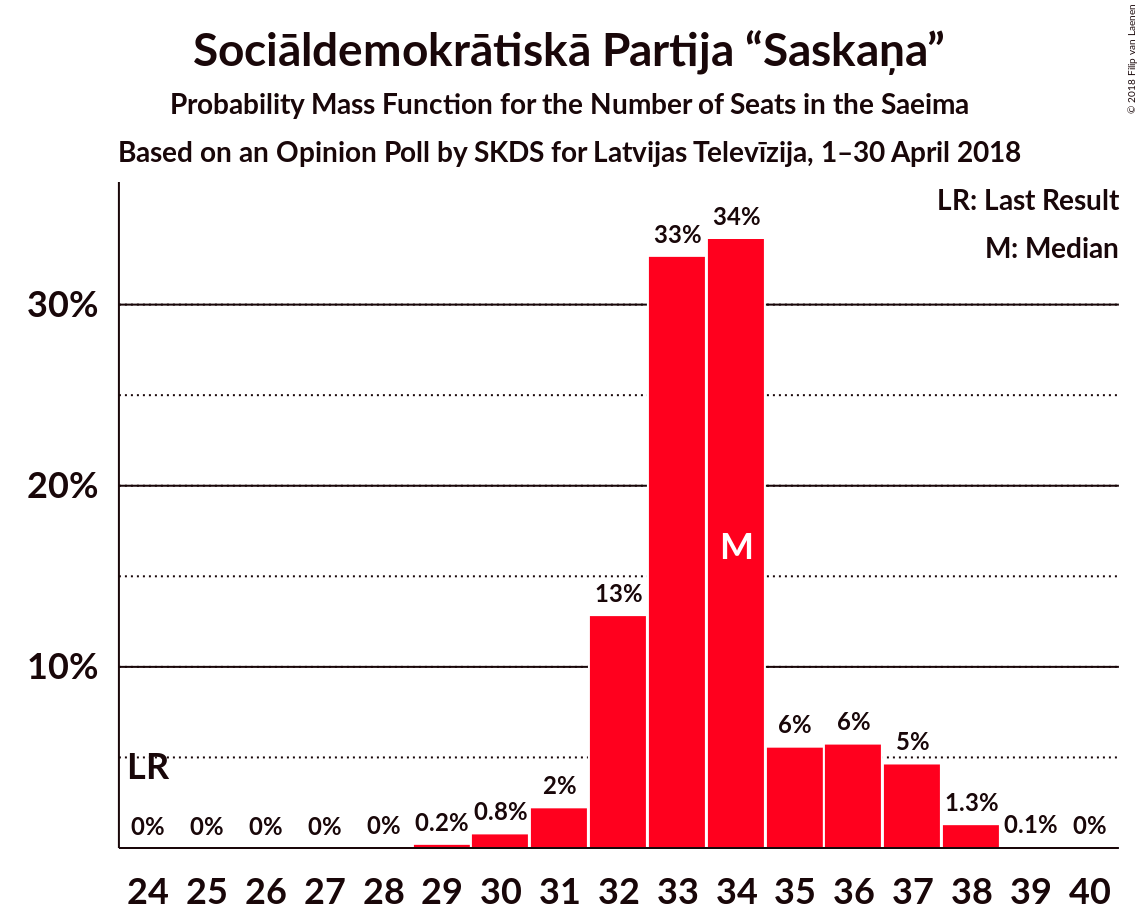 Sociāldemokrātiskā Partija “Saskaņa”
Probability Mass Function for the Number of Seats in the Saeima
Based on an Opinion Poll by SKDS for Latvijas Televīzija, 1–30 April 2018
© 2018 Filip van Laenen
LR: Last Result
M: Median
30%
20%
10%
LR
M
0% 0% 0% 0% 0% 0.2% 0.8% 2% 13% 33% 34% 6% 6% 5% 1.3% 0.1% 0%
24 25 26 27 28 29 30 31 32 33 34 35 36 37 38 39 40